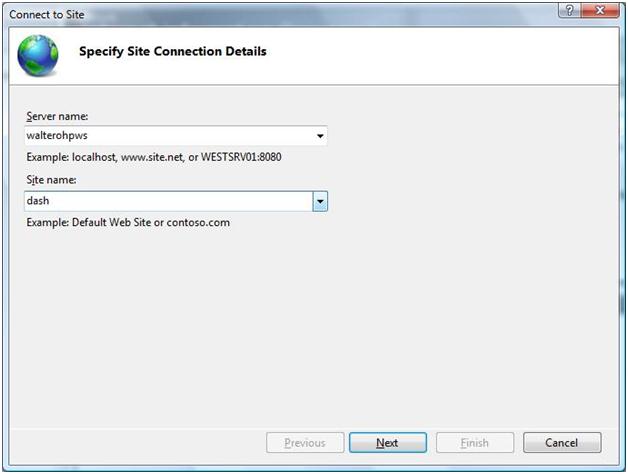 Connect to Site
Specify Site Connection Details
Server name:
walterohpws
Example: localhost, www.site.net, or WESTSRV01:8080
Site name:
dash
Example: Default Web Site or contoso.com
Previous Next Finish Cancel